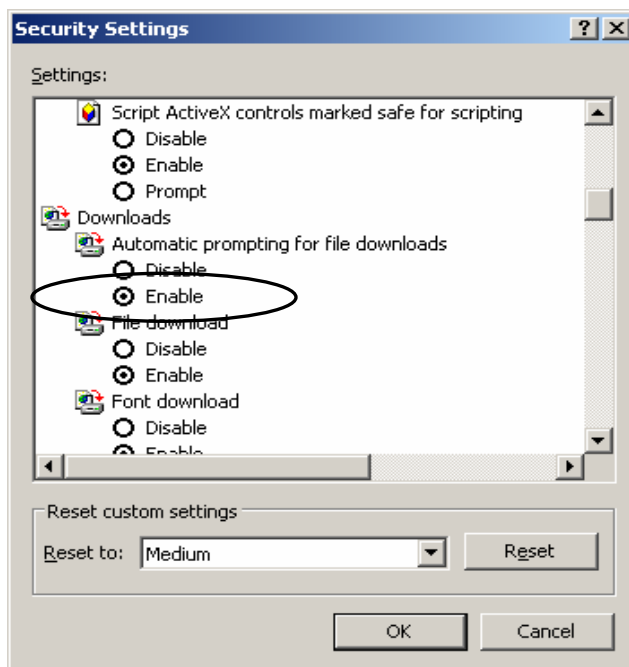 Security Settings
Settings:
Script ActiveX controls marked safe for scripting
Disable
Enable
Prompt
Downloads
Automatic prompting for file downloads
Disable
Enable
File download
Disable
Enable
Font download
Disable
Enable
Reset custom settings
Reset to: Medium Reset
OK Cancel